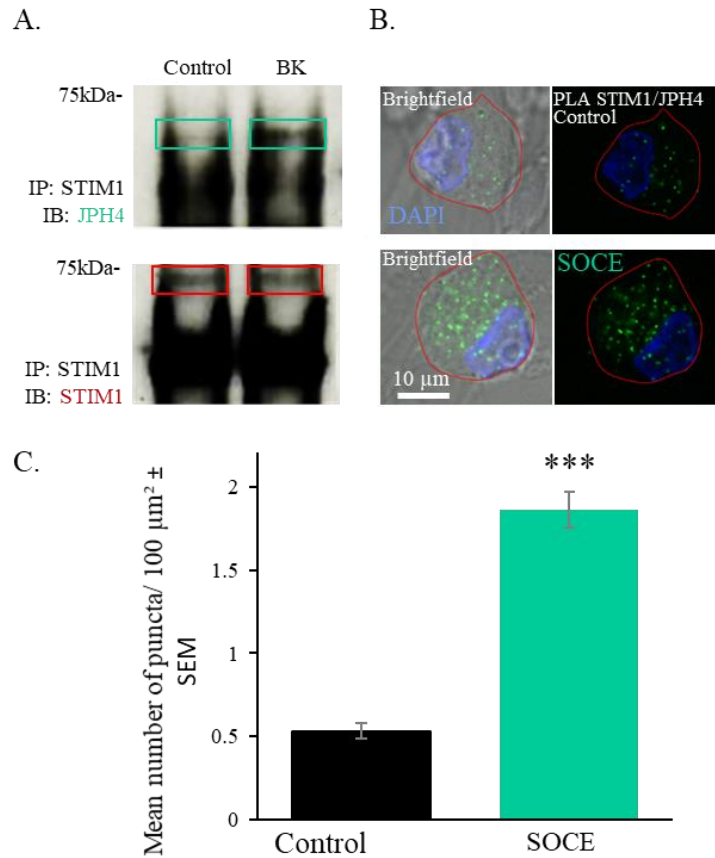 A.
Control BK
75kDa-
IP: STIM1
IB: JPH4
75kDa-
IP: STIM1
IB: STIM1
B.
Brightfield
DAPI
PLA STIM1/JPH4
Control
Brightfield
10 µm
SOCE
C.
Mean number of puncta/ 100 µm² ±
SEM
2
1.5
1
0.5
0
***
Control SOCE